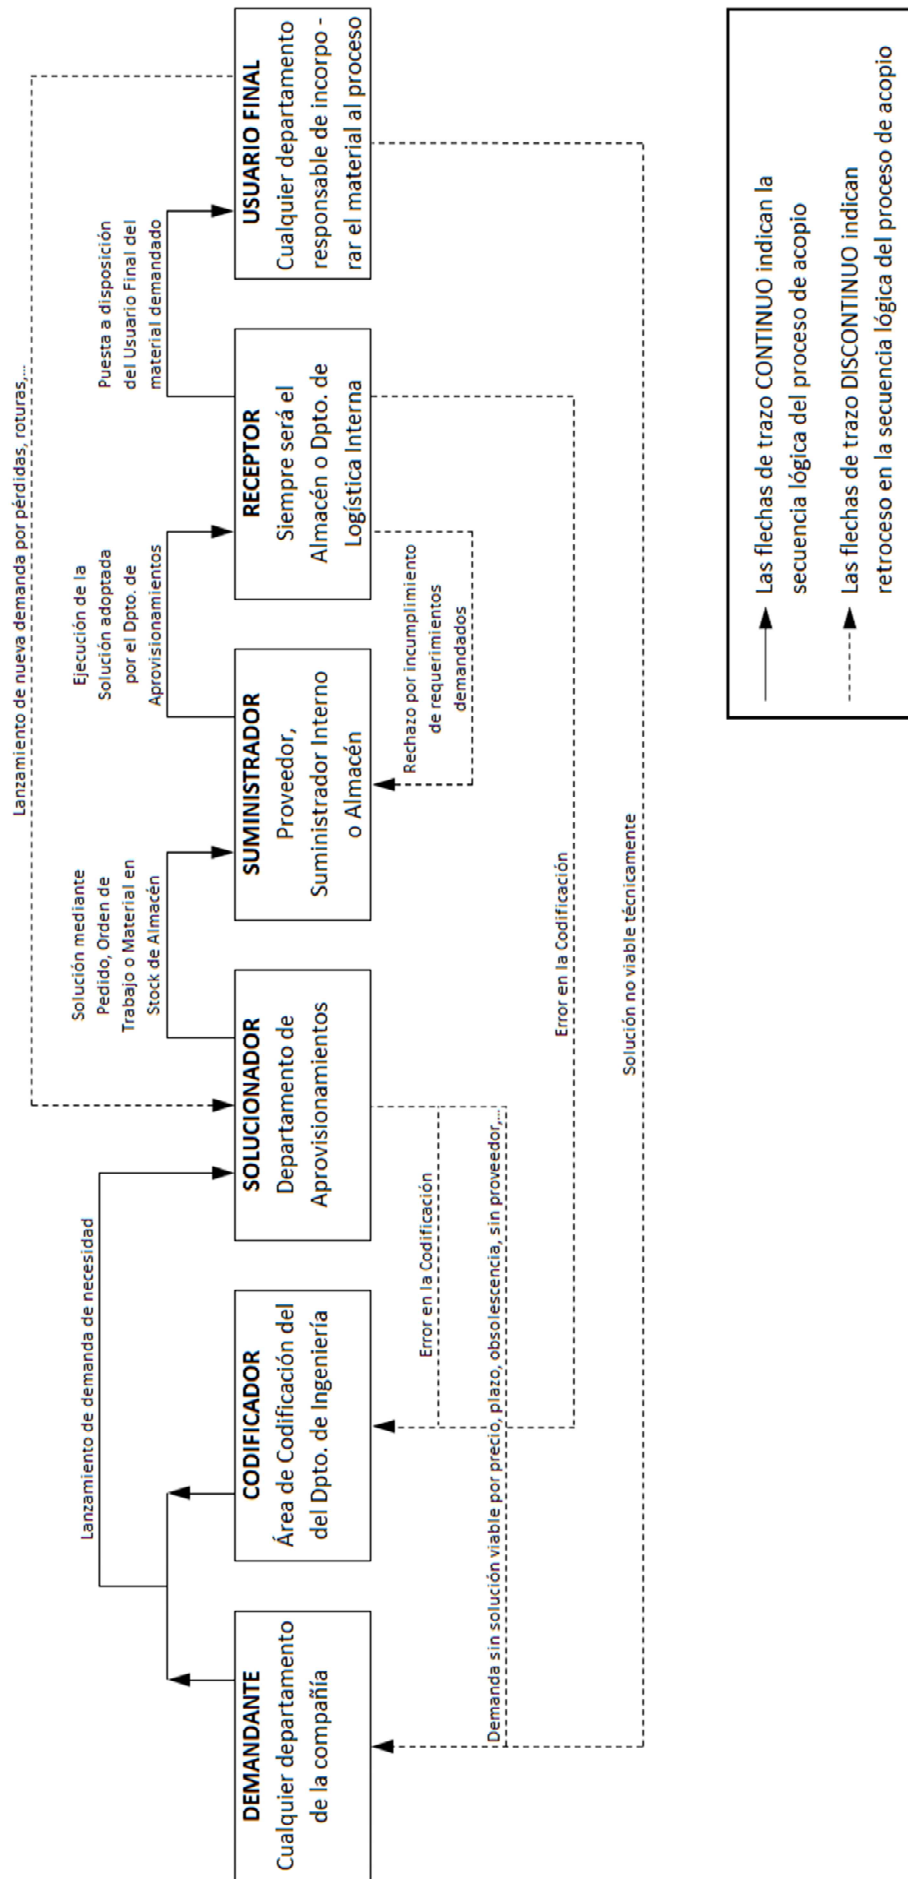 Lanzamiento de nueva demanda por pérdidas, roturas,...
Lanzamiento de demanda de necesidad
Solución mediante
Pedido, Orden de
Trabajo o Material en
Stock de Almacén
Ejecución de la
Solución adoptada
por el Dpto. de
Aprovisionamientos
Puesta a disposición
del Usuario Final del
material demandado
DEMANDANTE
Cualquier departamento
de la compañía
CODIFICADOR
Área de Codificación del
del Dpto. de Ingeniería
SOLUCIONADOR
Departamento de
Aprovisionamientos
SUMINISTRADOR
Proveedor,
Suministrador Interno
o Almacén
RECEPTOR
Siempre será el
Almacén o Dpto. de
Logística Interna
USUARIO FINAL
Cualquier departamento
responsable de incorpo -
rar el material al proceso
Error en la Codificación
Demanda sin solución viable por precio, plazo, obsolescencia, sin proveedor,...
Rechazo por incumplimiento
de requerimientos
demandados
Error en la Codificación
Solución no viable técnicamente
Las flechas de trazo CONTINUO indican la
secuencia lógica del proceso de acopio
Las flechas de trazo DISCONTINUO indican
retroceso en la secuencia lógica del proceso de acopio